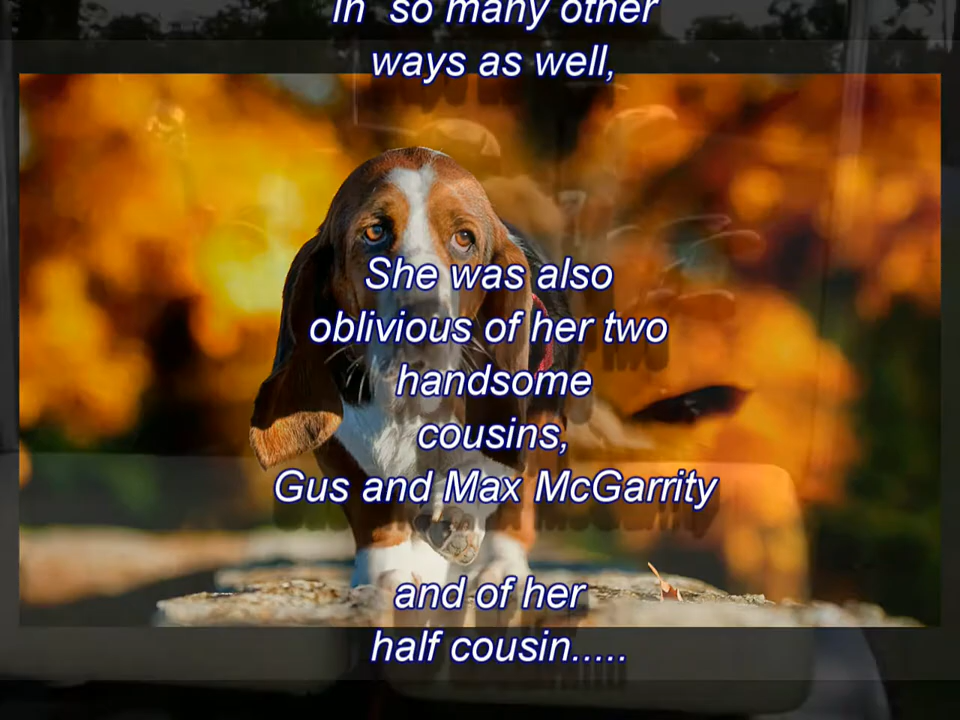 in so many other
ways as well,
She was also
oblivious of her two
handsome
cousins,
Gus and Max McGarrity
and of her
half cousin.....